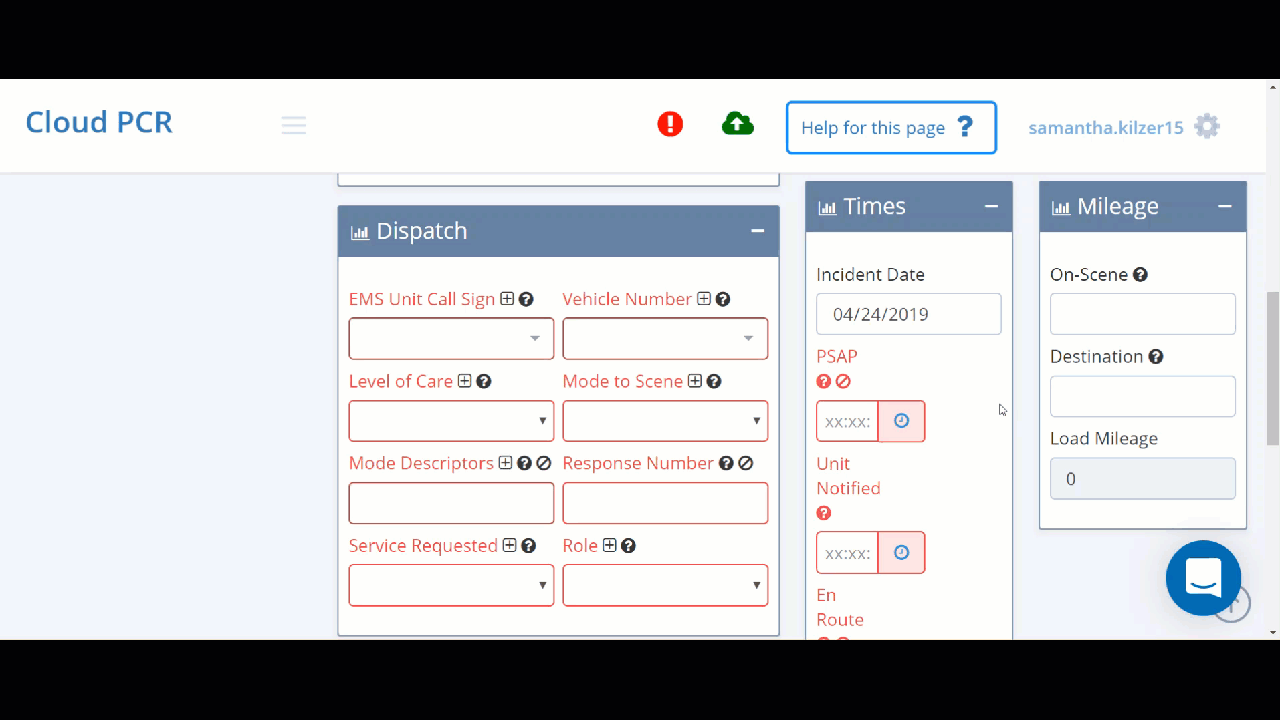 Cloud PCR
Help for this page ?
samantha.kilzer15
Dispatch
EMS Unit Call Sign
Vehicle Number
Level of Care
Mode to Scene
Mode Descriptors
Response Number
Service Requested
Role
Times
Incident Date
04/24/2019
PSAP
xx:xx:
Unit
Notified
xx:xx:
En
Route
Mileage
On-Scene
Destination
Load Mileage
0